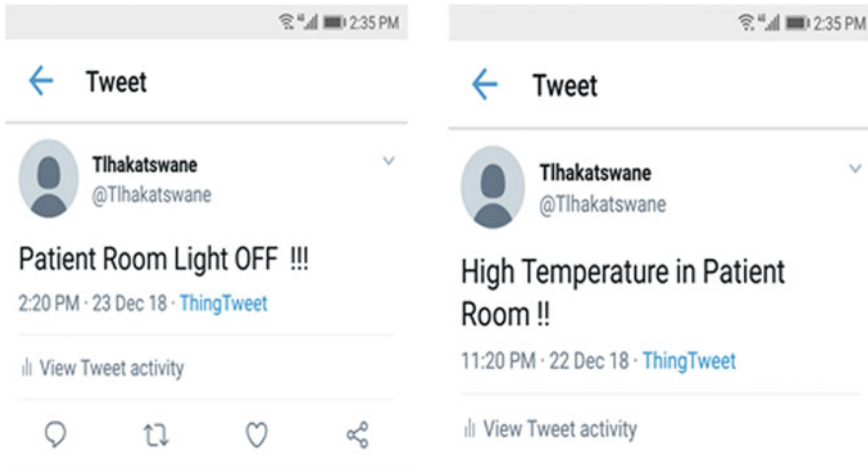 2:35 PM
Tweet
Tlhakatswane
@Tlhakatswane
Patient Room Light OFF !!!
2:20 PM · 23 Dec 18 · ThingTweet
View Tweet activity
2:35 PM
Tweet
Tlhakatswane
@Tlhakatswane
High Temperature in Patient
Room !!
11:20 PM · 22 Dec 18 · ThingTweet
View Tweet activity